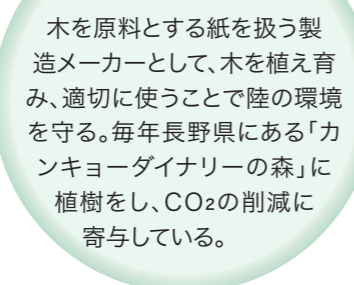 木を原料とする紙を扱う製
造メーカーとして、木を植え育
み、適切に使うことで陸の環境
を守る。毎年長野県にある「カ
ンキョーダイナリーの森」に
植樹をし、CO2の削減に
寄与している。